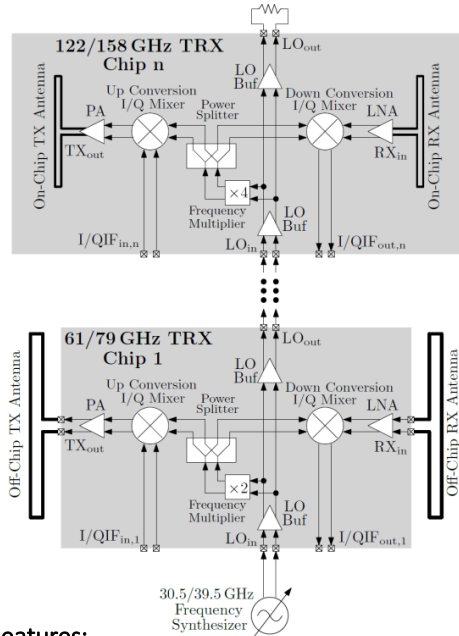 LO_out
122/158 GHz TRX
Chip n
LO
Buf
Up Conversion
I/Q Mixer
Down Conversion
I/Q Mixer
Power
Splitter
PA
LNA
TX_out
RX_in
On-Chip TX Antenna
On-Chip RX Antenna
×4
Frequency
Multiplier
LO
Buf
LO_in
I/QIF_in,n
I/QIF_out,n
61/79 GHz TRX
Chip 1
LO_out
LO
Buf
Up Conversion
I/Q Mixer
Down Conversion
I/Q Mixer
Power
Splitter
PA
LNA
TX_out
RX_in
Off-Chip TX Antenna
Off-Chip RX Antenna
×2
Frequency
Multiplier
LO
Buf
LO_in
I/QIF_in,1
I/QIF_out,1
30.5/39.5 GHz
Frequency
Synthesizer